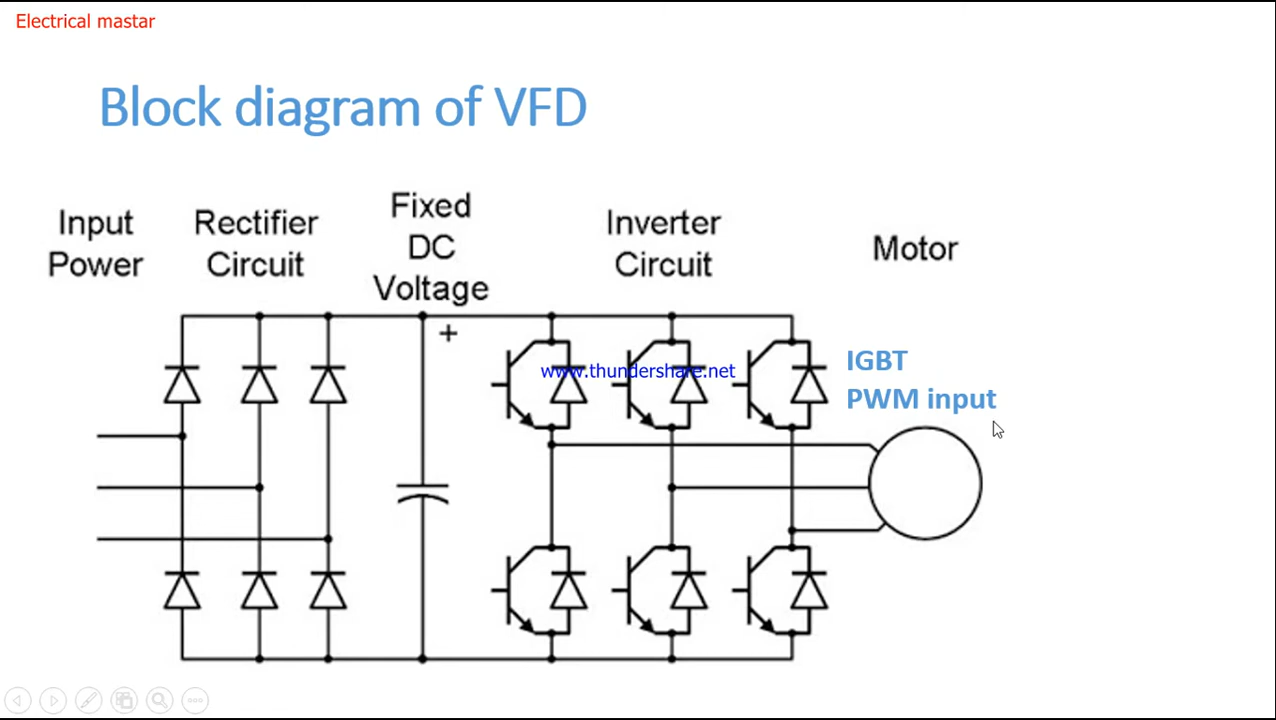 Electrical mastar
Block diagram of VFD
Input
Power
Rectifier
Circuit
Fixed
DC
Voltage
Inverter
Circuit
Motor
+
www.thundershare.net
IGBT
PWM input